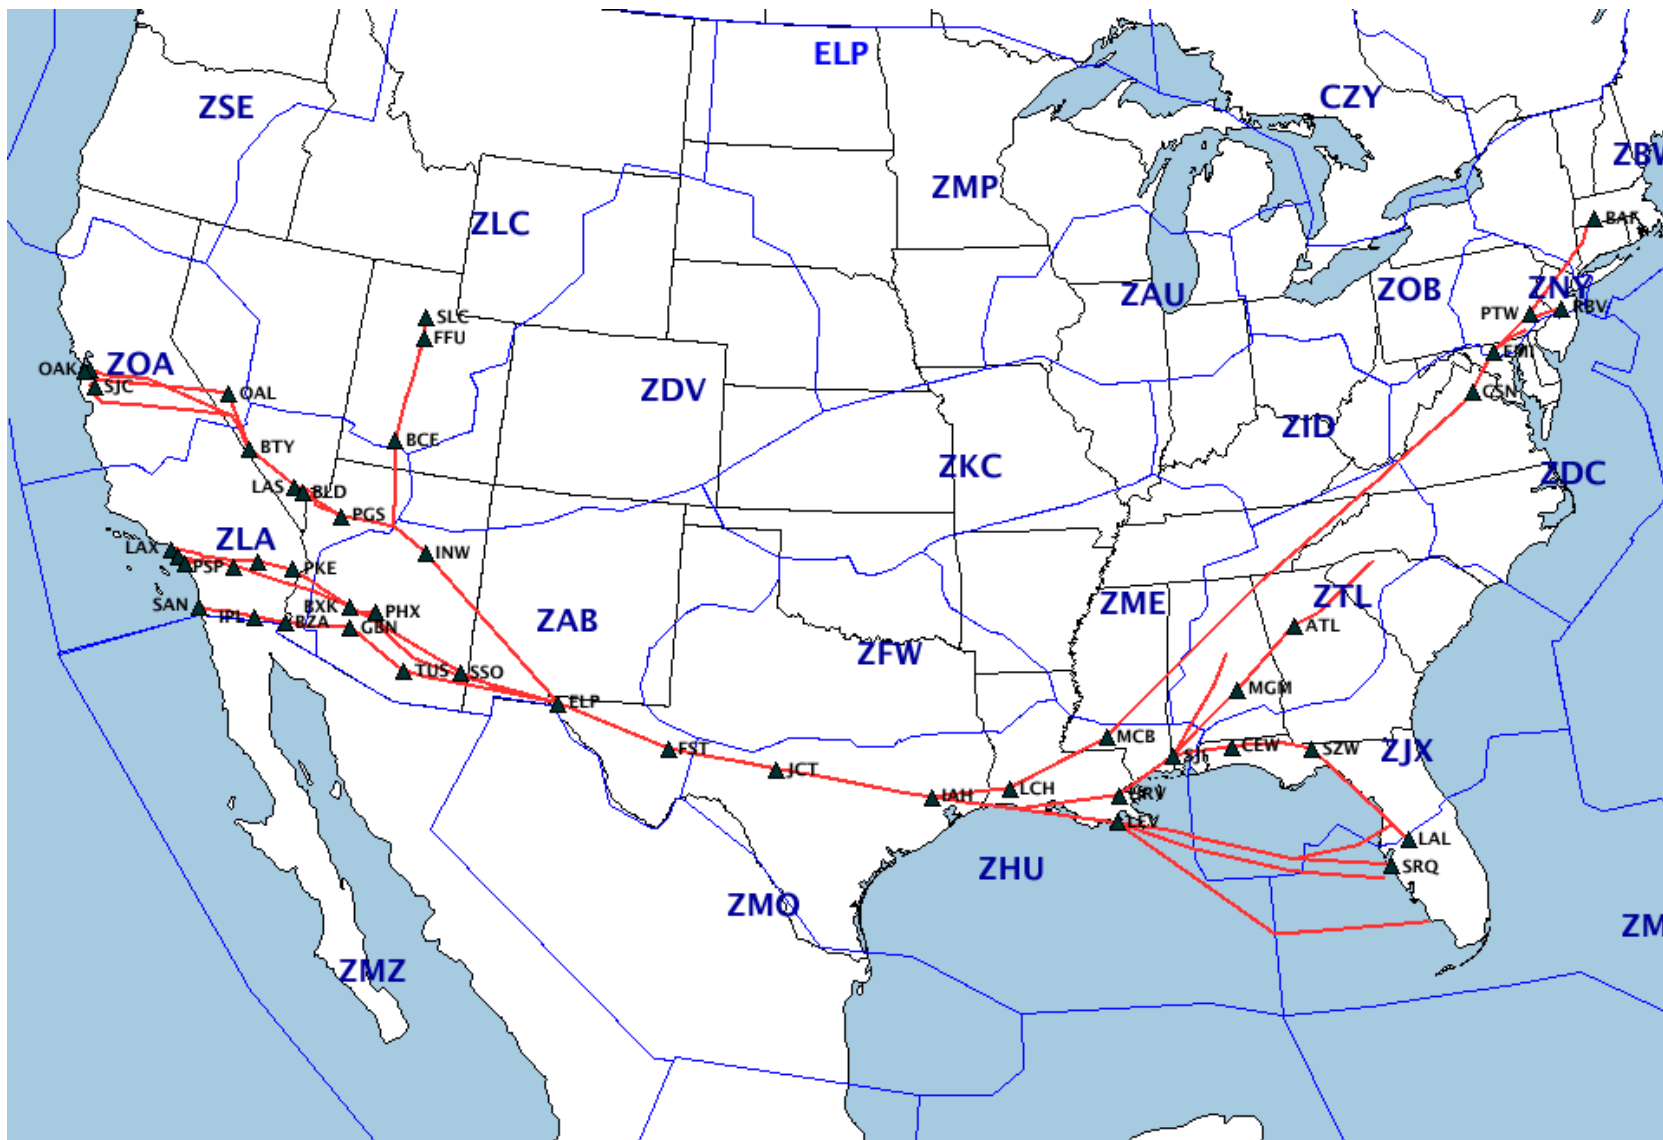 ELP
ZSE
CZY
ZBW
ZMP
BAF
ZLC
ZAU
ZOB
ZNY
SLC
PTW
RBV
FFU
EMI
OAK
ZOA
SJC
OAL
ZDV
CSN
ZID
BCE
BTY
ZKC
ZDC
LAS
BLD
PGS
LAX
ZLA
INW
PSP
PKE
SAN
IPL
BZA
BXK
PHX
GBN
ZAB
ZME
ZTL
ATL
ZFW
TUS
SSO
MGM
ELP
MCB
SJI
CEW
SZW
ZJX
FST
JCT
IAH
LCH
LEV
LAL
ZHU
SRQ
ZMO
ZM
ZMZ